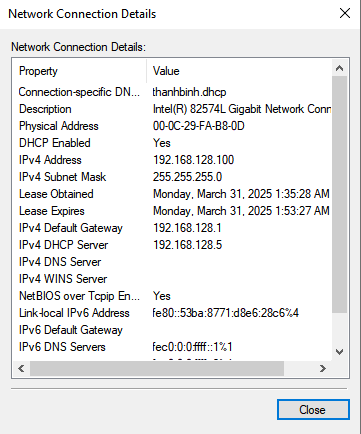 Network Connection Details
Network Connection Details:
Property Value
Connection-specific DN... thanhbinh.dhcp
Description Intel(R) 82574L Gigabit Network Conn
Physical Address 00-0C-29-FA-B8-0D
DHCP Enabled Yes
IPv4 Address 192.168.128.100
IPv4 Subnet Mask 255.255.255.0
Lease Obtained Monday, March 31, 2025 1:35:28 AM
Lease Expires Monday, March 31, 2025 1:53:27 AM
IPv4 Default Gateway 192.168.128.1
IPv4 DHCP Server 192.168.128.5
IPv4 DNS Server
IPv4 WINS Server
NetBIOS over Tcpip En... Yes
Link-local IPv6 Address fe80::53ba:8771:d8e6:28c6%4
IPv6 Default Gateway
IPv6 DNS Servers fec0:0:0:ffff::1%1
Close